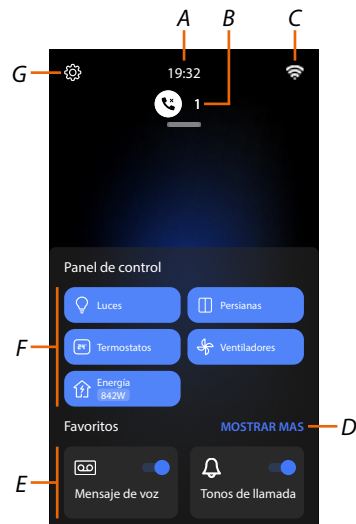 A
B
C
G
19:32
1
Panel de control
Luces
Persianas
F
24°
Termostatos
Ventiladores
Energía
842W
Favoritos
MOSTRAR MAS
D
E
Mensaje de voz
Tonos de llamada